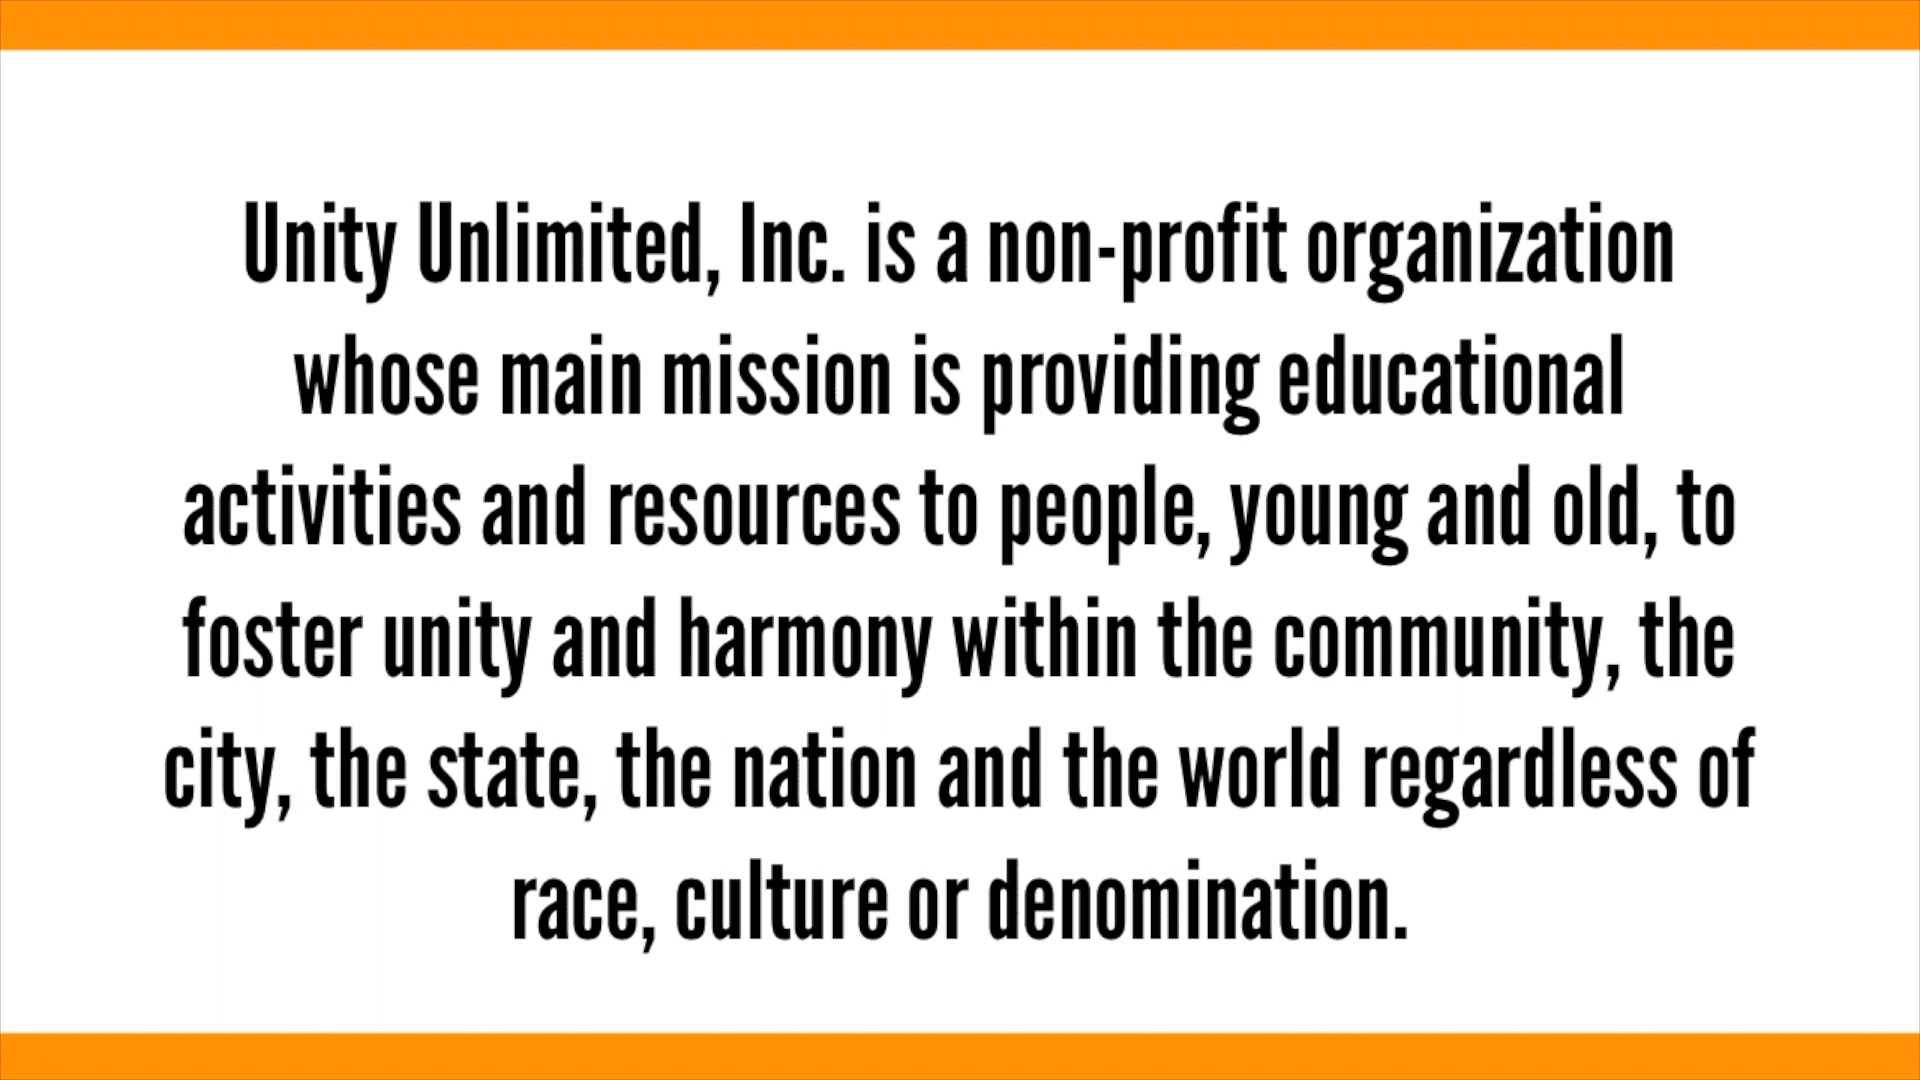 Unity Unlimited, Inc. is a non-profit organization
whose main mission is providing educational
activities and resources to people, young and old, to
foster unity and harmony within the community, the
city, the state, the nation and the world regardless of
race, culture or denomination.